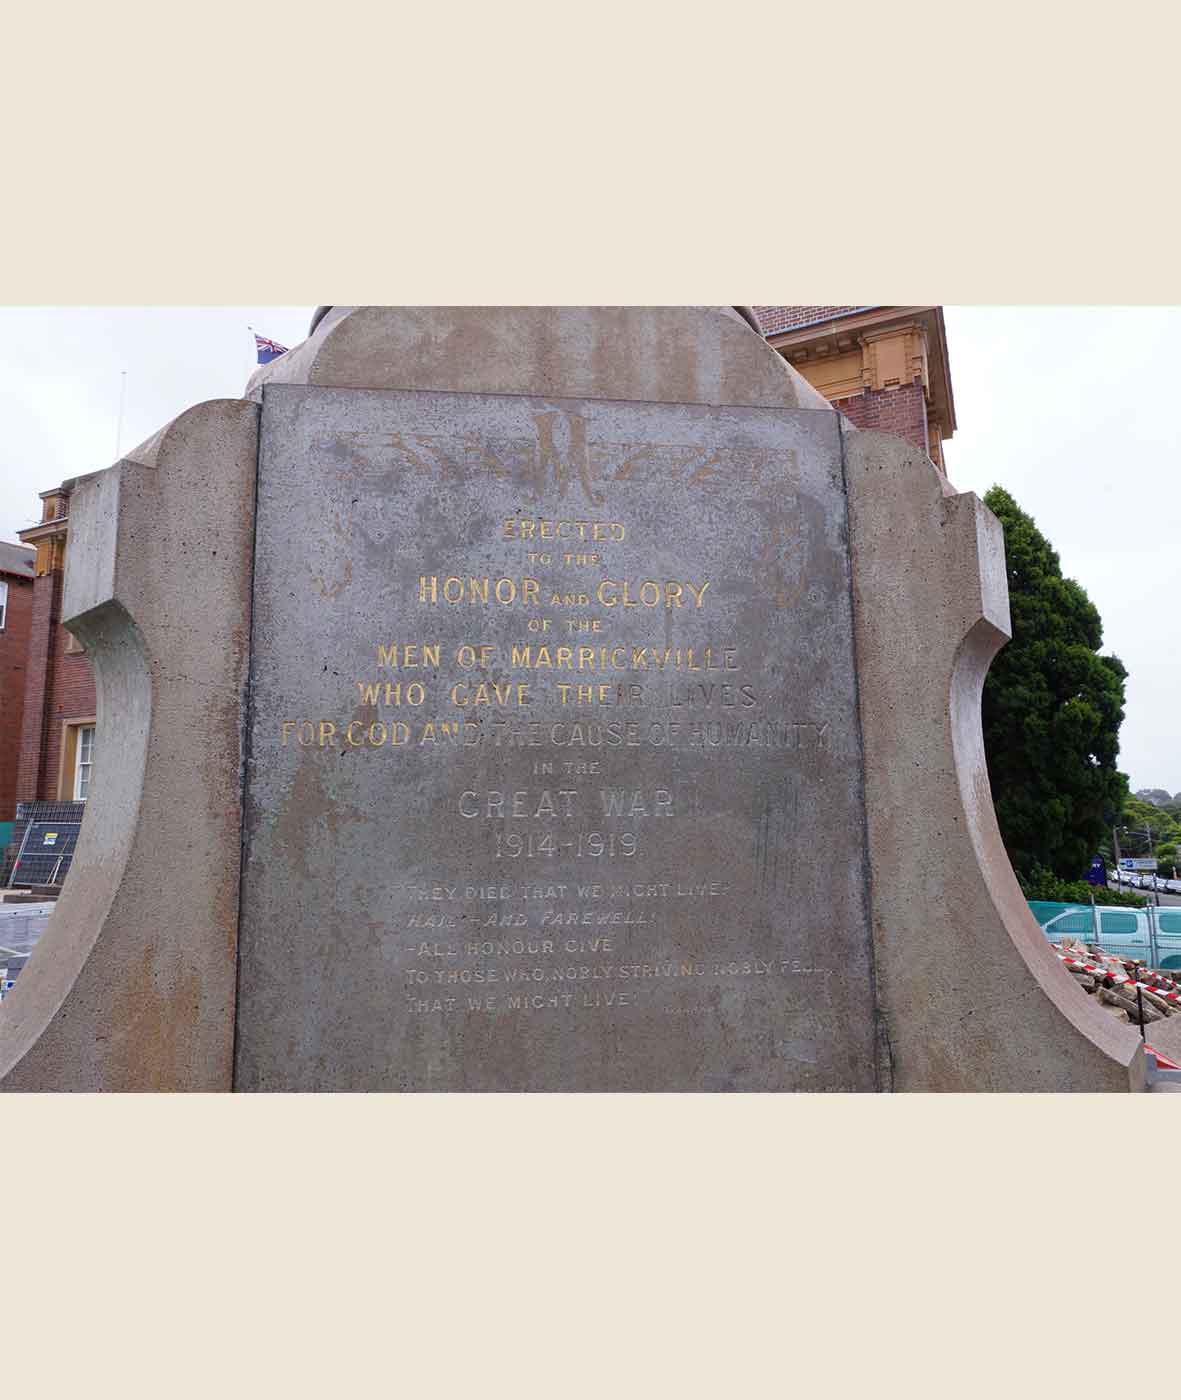 M
ERECTED
TO THE
HONOR AND GLORY
OF THE
MEN OF MARRICKVILLE
WHO GAVE THEIR LIVES
FOR GOD AND THE CAUSE OF HUMANITY
IN THE
GREAT WAR
1914-1919.
THEY DIED THAT WE MIGHT LIVE:
HAIL – AND FAREWELL!
-ALL HONOUR GIVE
TO THOSE WHO, NOBLY STRIVING NOBLY FELL,
THAT WE MIGHT LIVE!